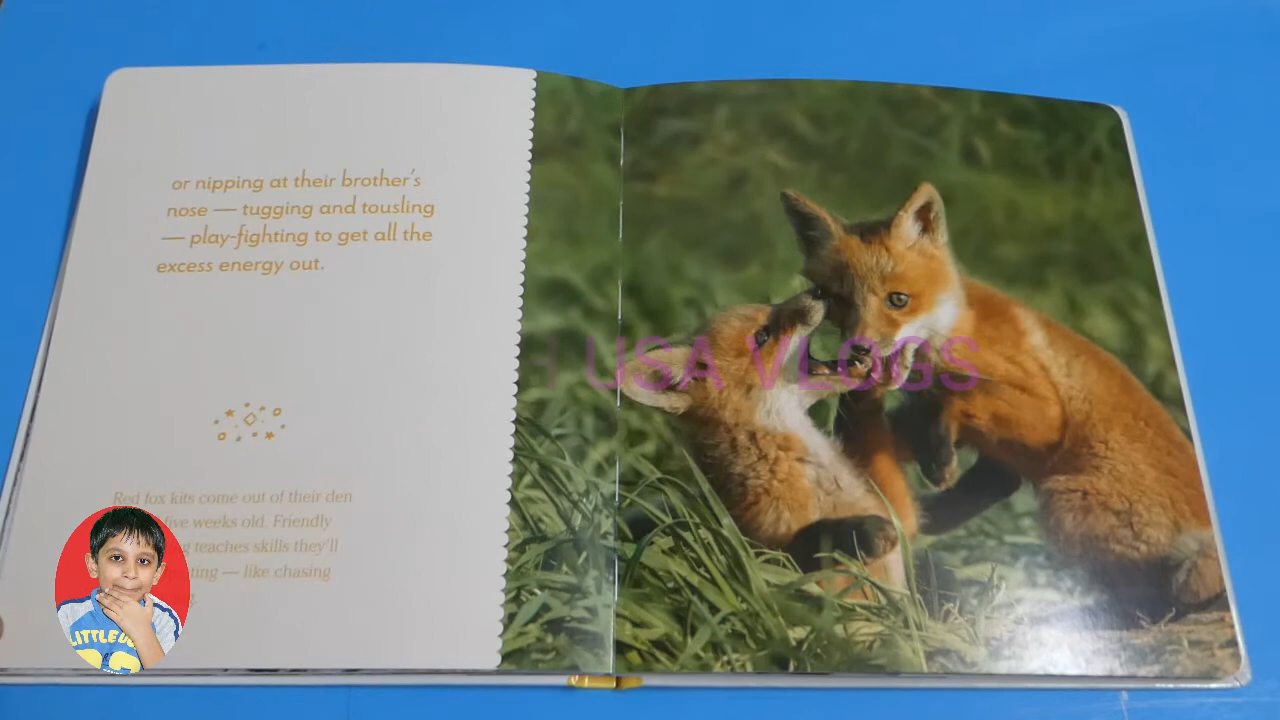 or nipping at their brother's
nose — tugging and tousling
— play-fighting to get all the
excess energy out.
Red fox kits come out of their den
five weeks old. Friendly
teaches skills they'll
— like chasing
USA VLOGS
LITTLE